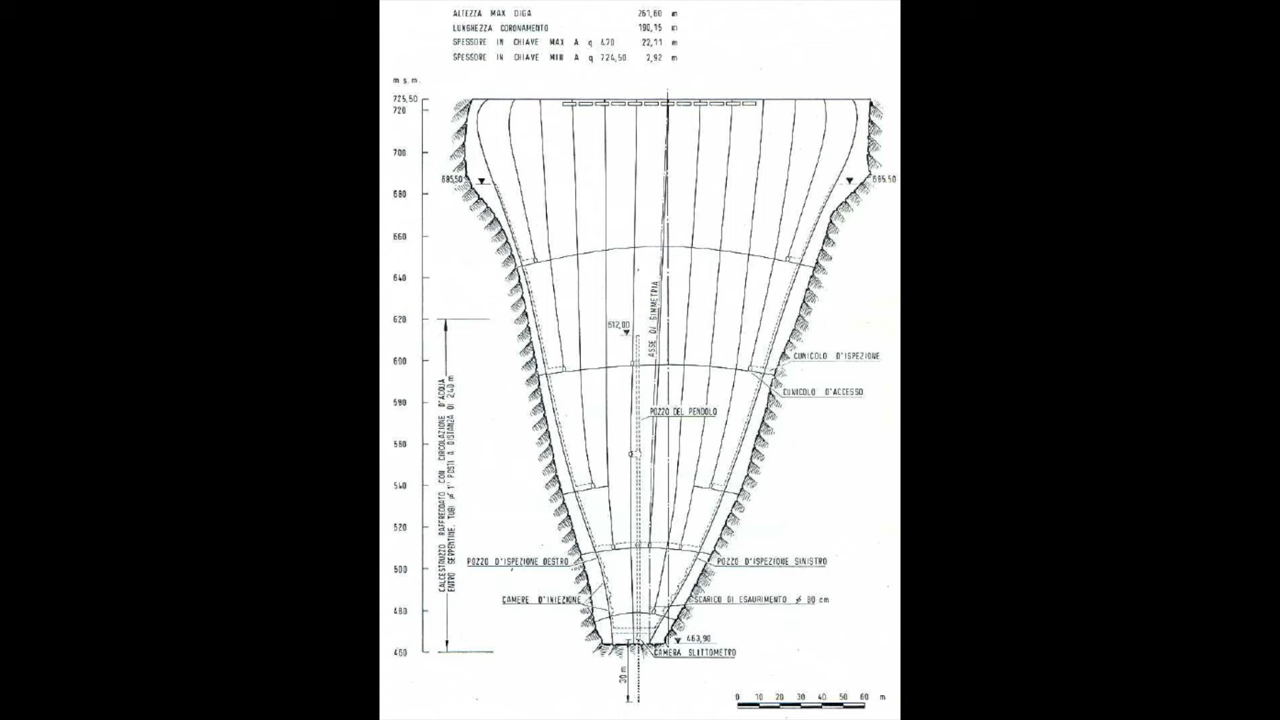 ALTEZZA MAX DIGA 261,60 m
LUNGHEZZA CORONAMENTO 190,15 m
SPESSORE IN CHIAVE MAX A q 470 22,11 m
SPESSORE IN CHIAVE MIN A q 724,50 2,92 m
m s.m.
725,50
720
700
685,50
685,50
680
660
640
ASSE DI SIMMETRIA
620
612,00
CUNICOLO D'ISPEZIONE
600
CUNICOLO D'ACCESSO
580
POZZO DEL PENDOLO
560
540
CALCESTRUZZO RAFFREDDATO CON CIRCOLAZIONE D'ACQUA
ENTRO SERPENTINE. TUBI ø 1" POSTI A DISTANZA DI 2,40 m
520
POZZO D'ISPEZIONE DESTRO
POZZO D'ISPEZIONE SINISTRO
500
CAMERE D'INIEZIONE
SCARICO DI ESAURIMENTO ø 80 cm
480
463,90
CAMERA SLITTOMETRO
460
30 m
0 10 20 30 40 50 60 m